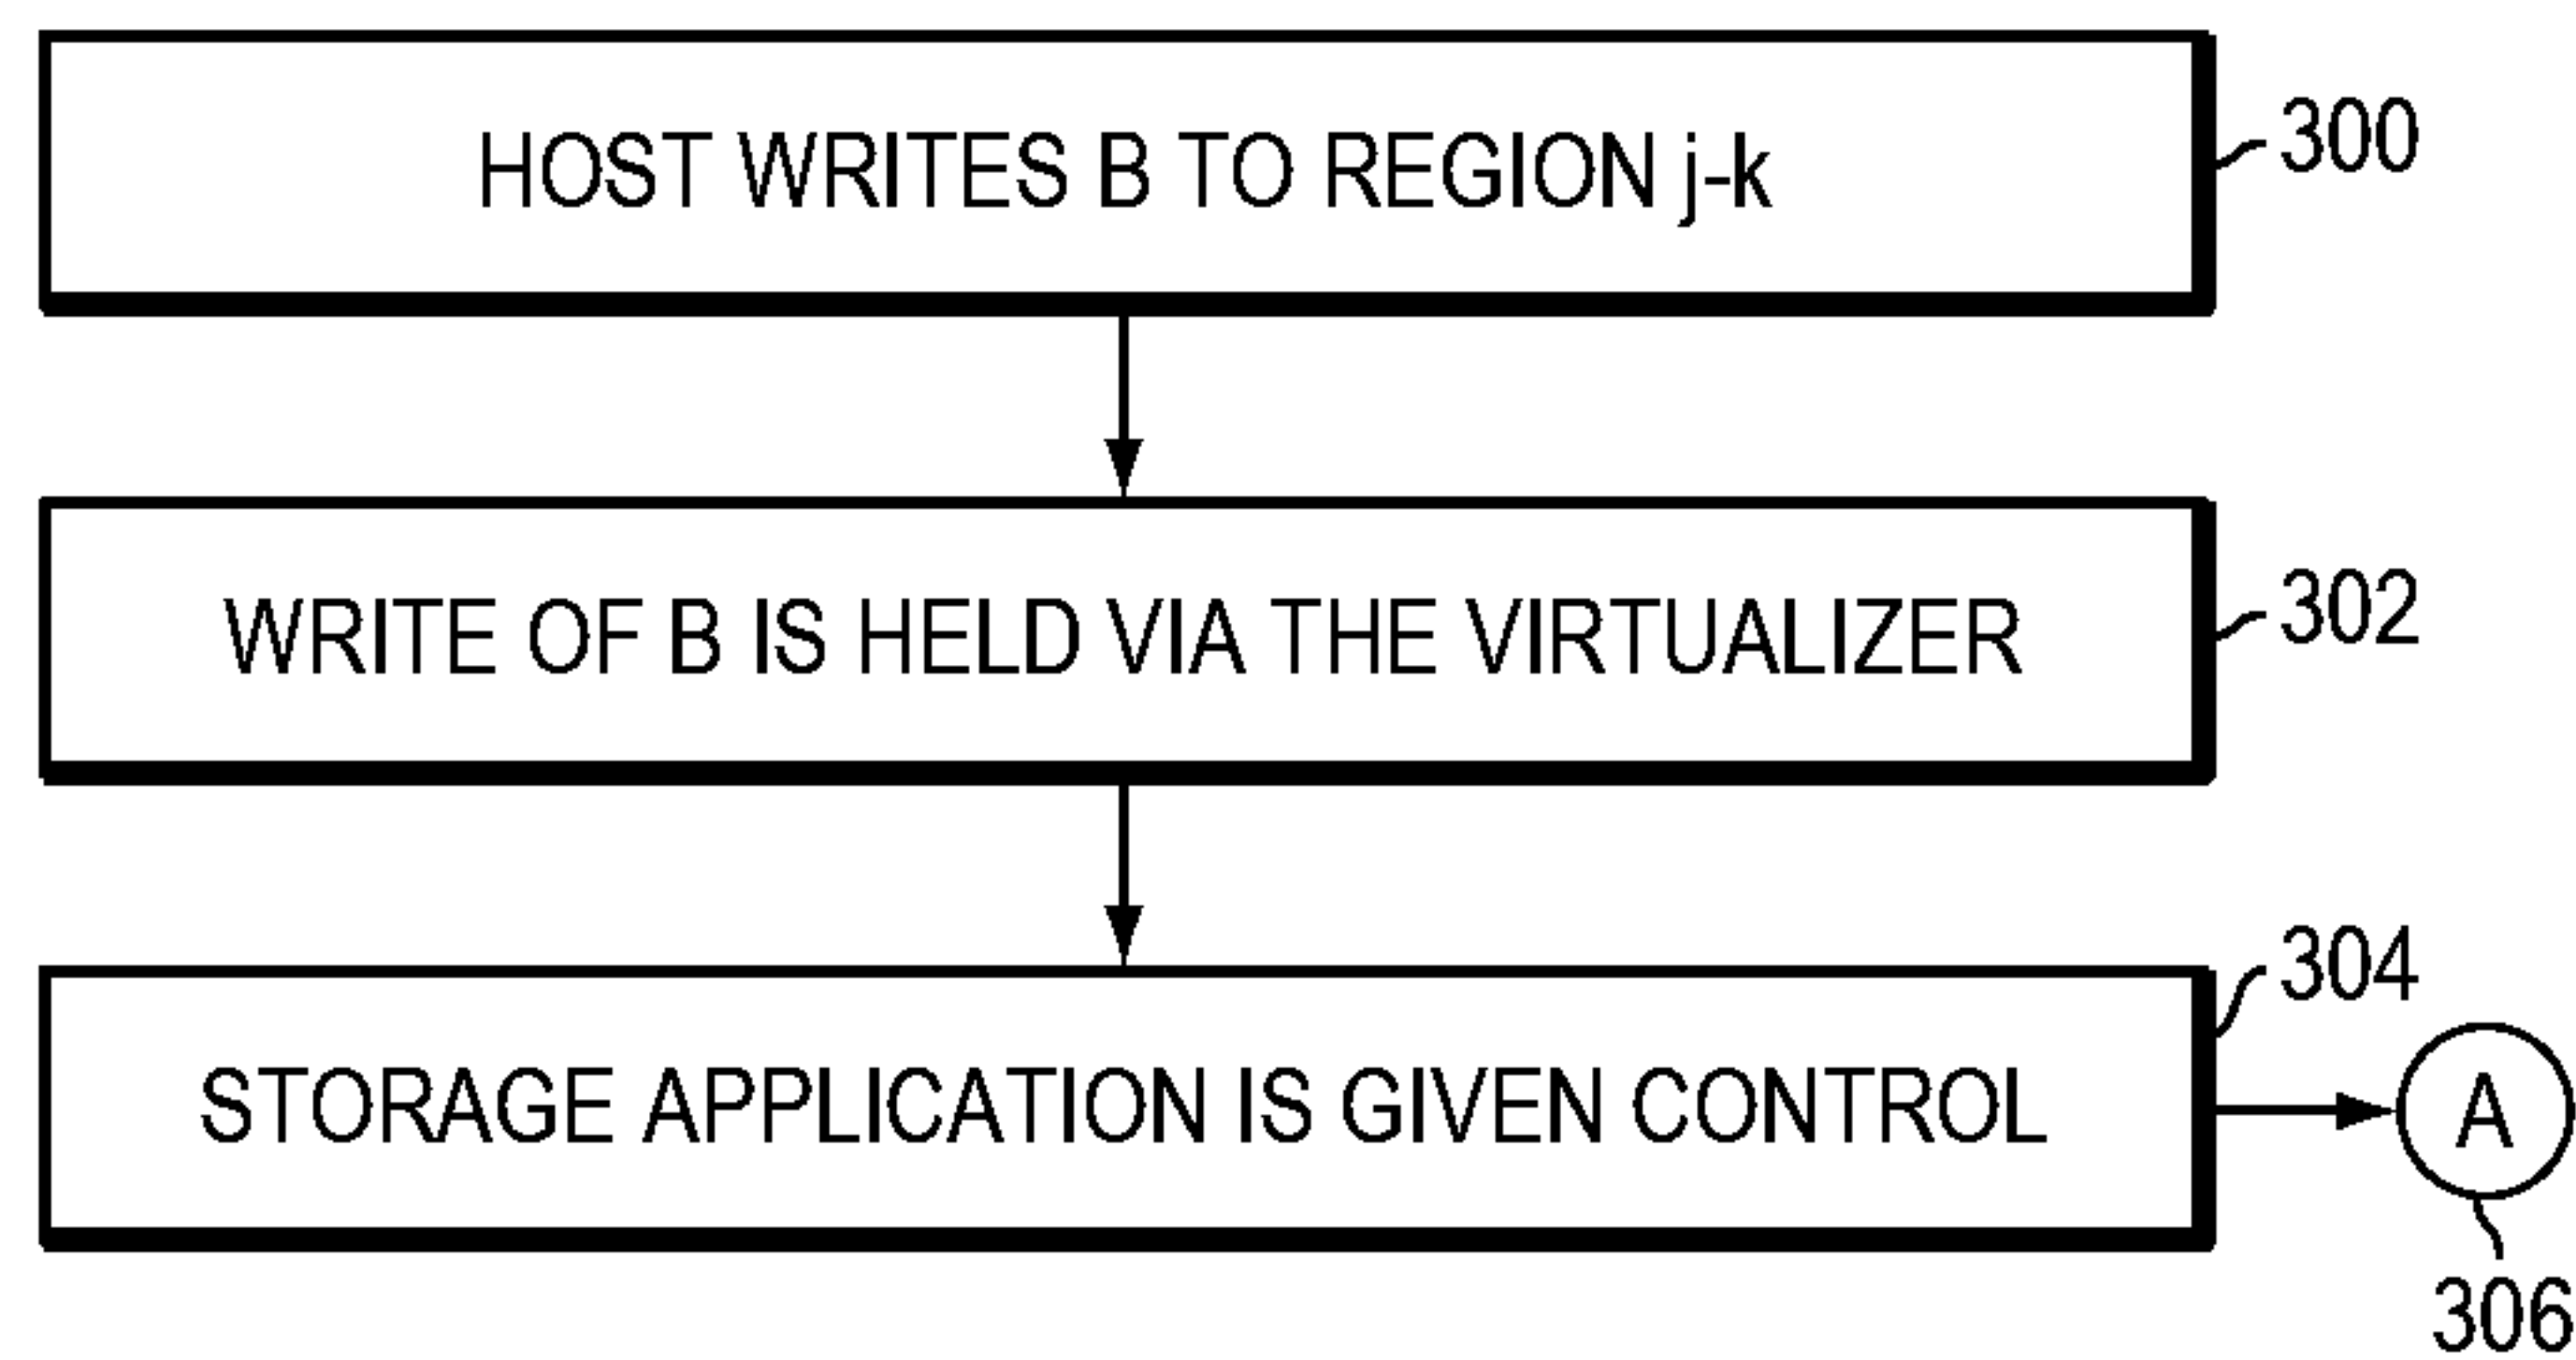 HOST WRITES B TO REGION j-k
300
WRITE OF B IS HELD VIA THE VIRTUALIZER
302
304
STORAGE APPLICATION IS GIVEN CONTROL
A
306